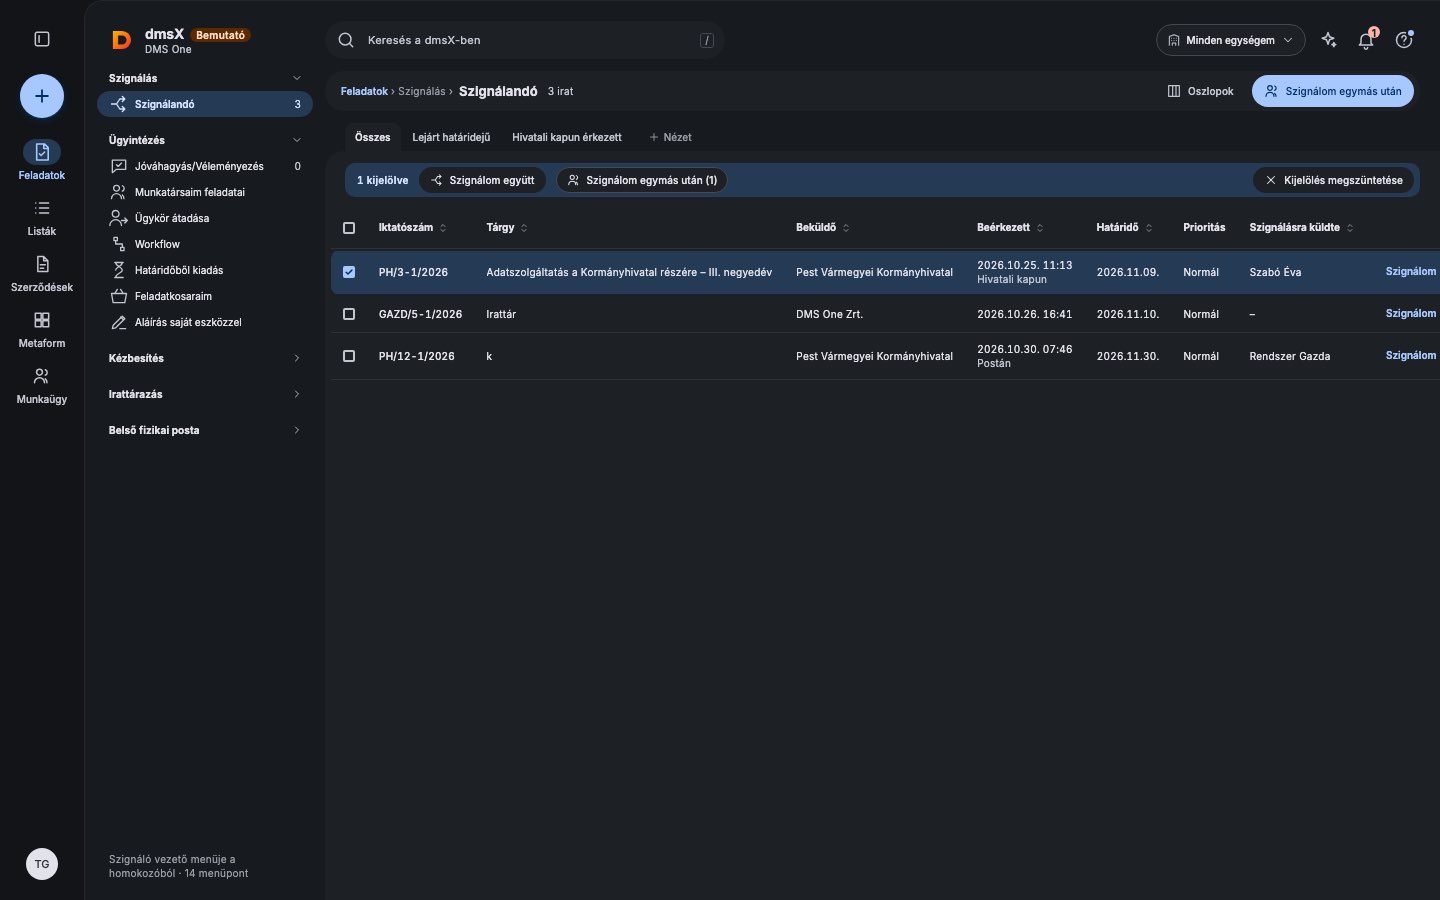 dmsX Bemutató
DMS One
Keresés a dmsX-ben /
Minden egységem
1
Feladatok
Listák
Szerződések
Metaform
Munkaügy
TG
Szignálás
Szignálandó 3
Ügyintézés
Jóváhagyás/Véleményezés 0
Munkatársaim feladatai
Ügykör átadása
Workflow
Határidőből kiadás
Feladatkosaraim
Aláírás saját eszközzel
Kézbesítés
Irattárazás
Belső fizikai posta
Szignáló vezető menüje a
homokozóból · 14 menüpont
Feladatok › Szignálás › Szignálandó 3 irat
Oszlopok
Szignálom egymás után
Összes Lejárt határidejű Hivatali kapun érkezett + Nézet
1 kijelölve Szignálom együtt Szignálom egymás után (1) Kijelölés megszüntetése
Iktatószám Tárgy Beküldő Beérkezett Határidő Prioritás Szignálásra küldte
PH/3-1/2026 Adatszolgáltatás a Kormányhivatal részére – III. negyedév Pest Vármegyei Kormányhivatal 2026.10.25. 11:13 2026.11.09. Normál Szabó Éva Szignálom
Hivatali kapun
GAZD/5-1/2026 Irattár DMS One Zrt. 2026.10.26. 16:41 2026.11.10. Normál – Szignálom
PH/12-1/2026 k Pest Vármegyei Kormányhivatal 2026.10.30. 07:46 2026.11.30. Normál Rendszer Gazda Szignálom
Postán